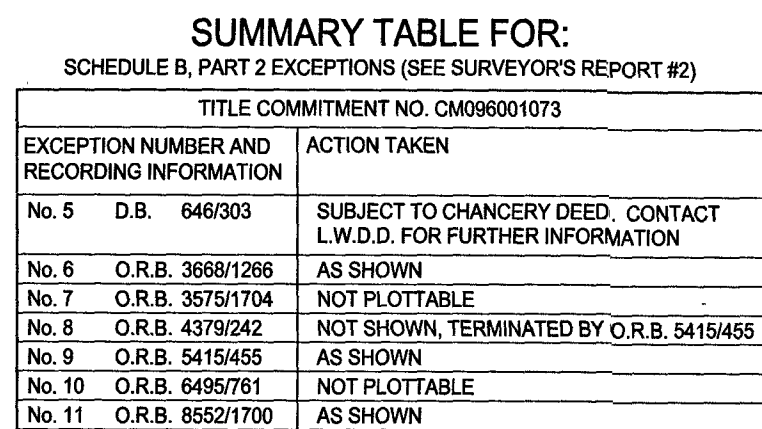 SUMMARY TABLE FOR:
SCHEDULE B, PART 2 EXCEPTIONS (SEE SURVEYOR'S REPORT #2)
TITLE COMMITMENT NO. CM096001073
EXCEPTION NUMBER AND RECORDING INFORMATION ACTION TAKEN
No. 5 D.B. 646/303 SUBJECT TO CHANCERY DEED. CONTACT
L.W.D.D. FOR FURTHER INFORMATION
No. 6 O.R.B. 3668/1266 AS SHOWN
No. 7 O.R.B. 3575/1704 NOT PLOTTABLE
No. 8 O.R.B. 4379/242 NOT SHOWN, TERMINATED BY O.R.B. 5415/455
No. 9 O.R.B. 5415/455 AS SHOWN
No. 10 O.R.B. 6495/761 NOT PLOTTABLE
No. 11 O.R.B. 8552/1700 AS SHOWN